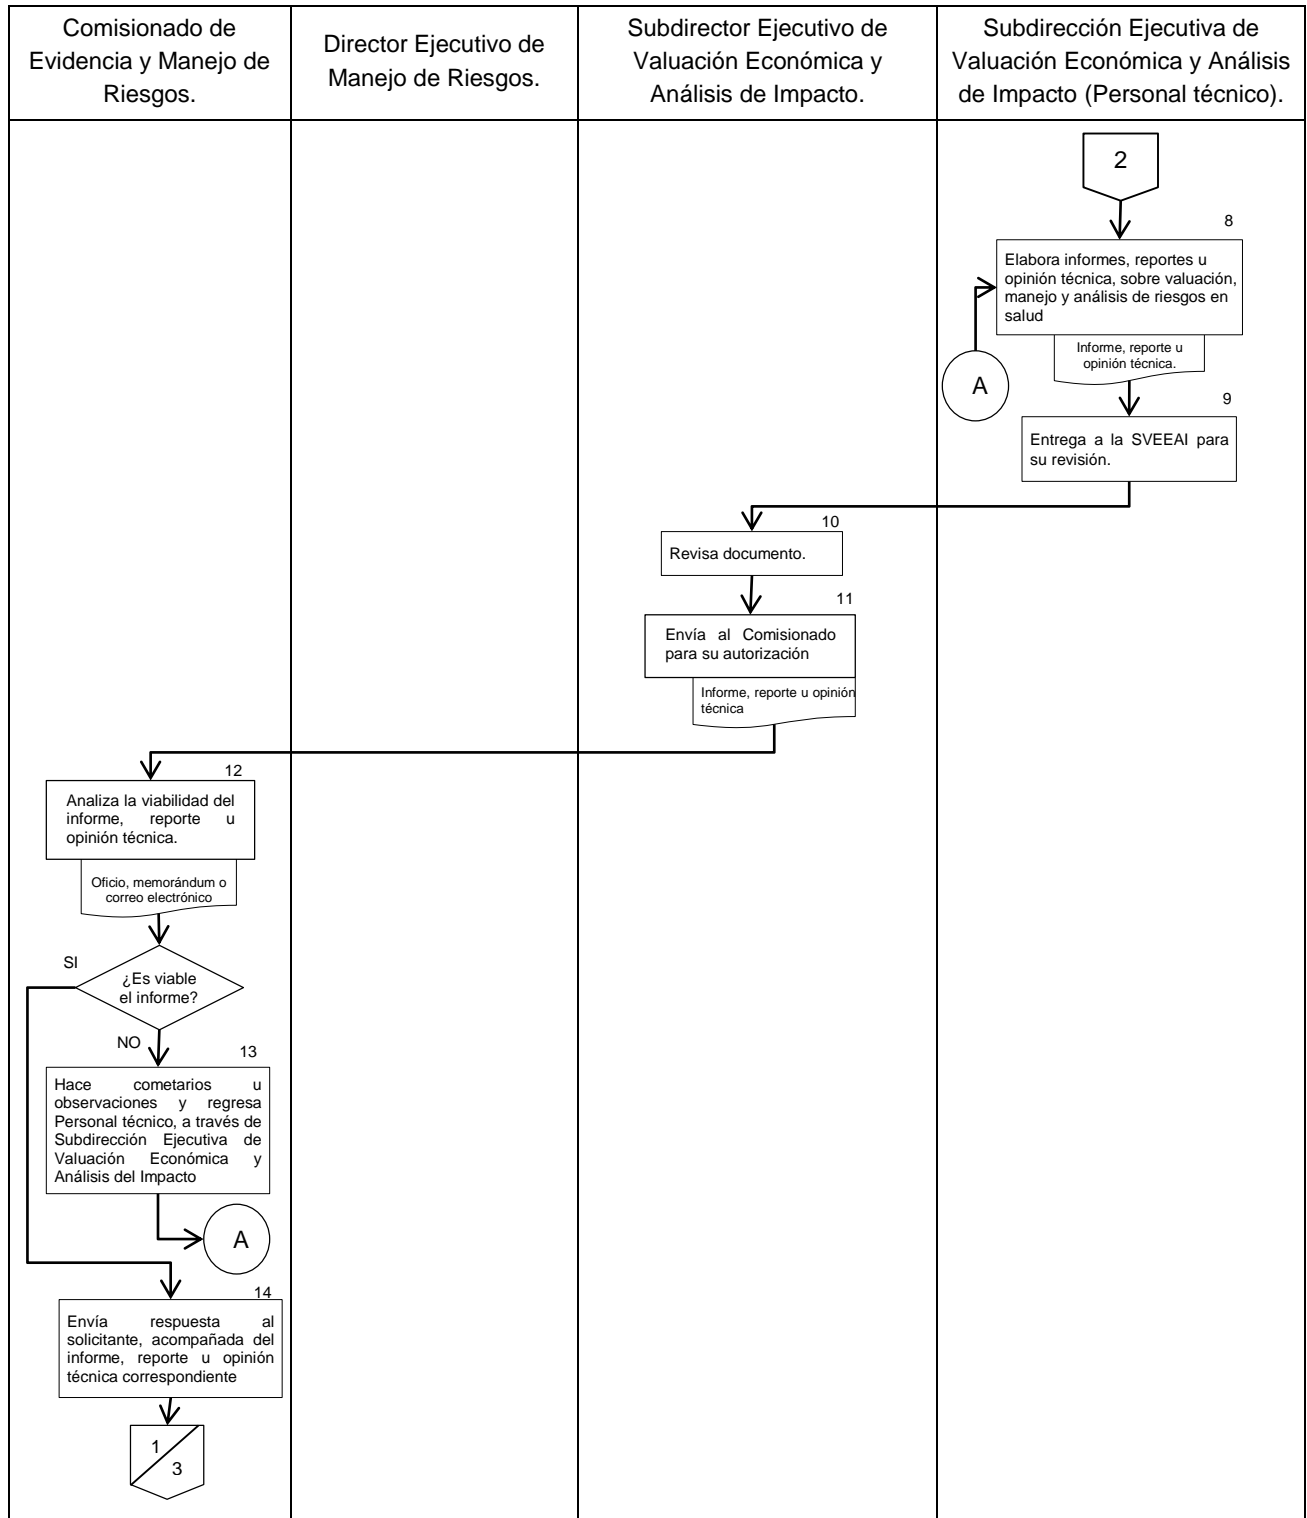 Comisionado de
Evidencia y Manejo de
Riesgos.
Director Ejecutivo de
Manejo de Riesgos.
Subdirector Ejecutivo de
Valuación Económica y
Análisis de Impacto.
Subdirección Ejecutiva de
Valuación Económica y Análisis
de Impacto (Personal técnico).
2
8
Elabora informes, reportes u
opinión técnica, sobre valuación,
manejo y análisis de riesgos en
salud
Informe, reporte u
opinión técnica.
A
9
Entrega a la SVEEAI para
su revisión.
10
Revisa documento.
11
Envía al Comisionado
para su autorización
Informe, reporte u opinión
técnica
12
Analiza la viabilidad del
informe, reporte u
opinión técnica.
Oficio, memorándum o
correo electrónico
SI
¿Es viable
el informe?
NO
13
Hace cometarios u
observaciones y regresa
Personal técnico, a través de
Subdirección Ejecutiva de
Valuación Económica y
Análisis del Impacto
A
14
Envía respuesta al
solicitante, acompañada del
informe, reporte u opinión
técnica correspondiente
1
3